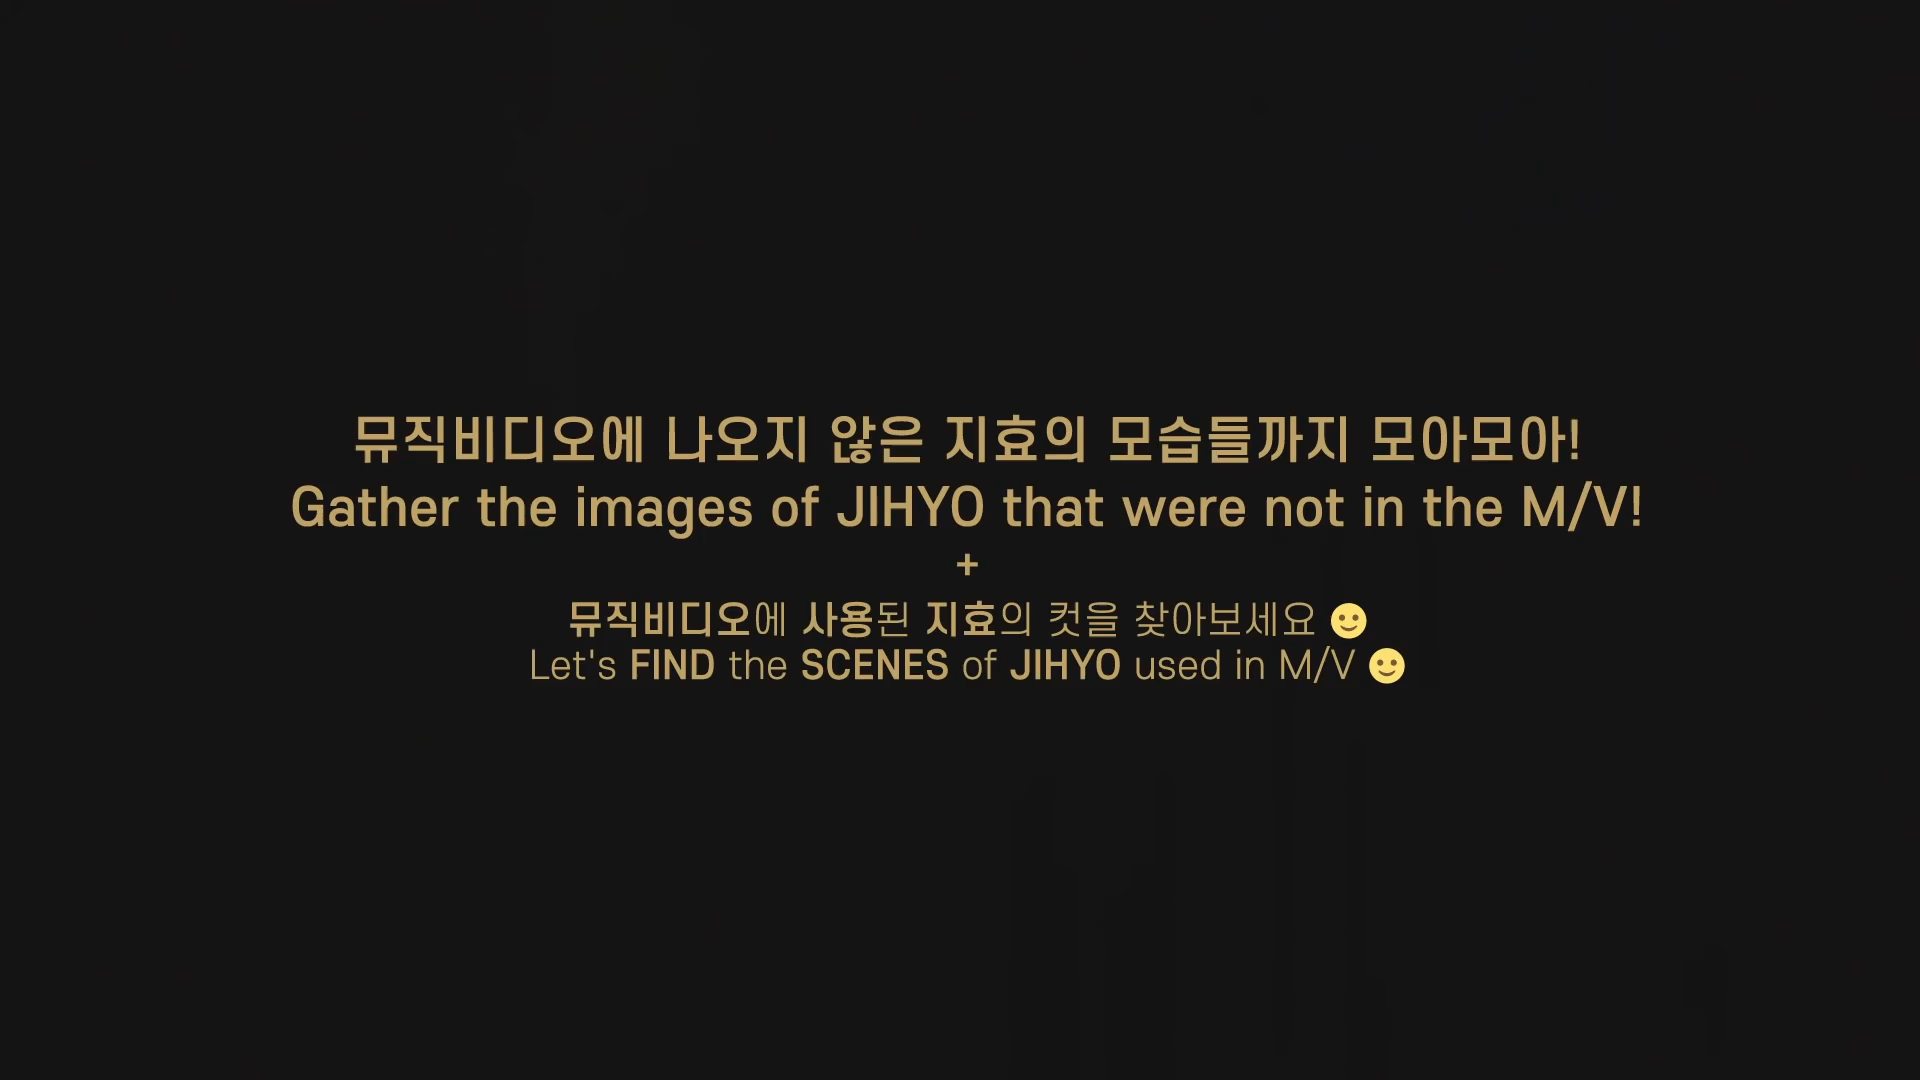 뮤직비디오에 나오지 않은 지효의 모습들까지 모아모아!
Gather the images of JIHYO that were not in the M/V!
+
뮤직비디오에 사용된 지효의 컷을 찾아보세요 🙂
Let's FIND the SCENES of JIHYO used in M/V 🙂